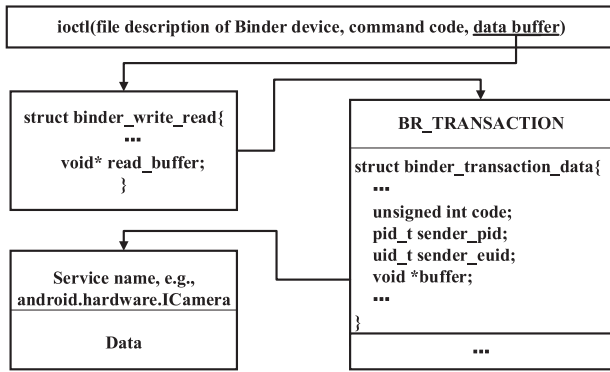 ioctl(file description of Binder device, command code, data buffer)
struct binder_write_read{
...
void* read_buffer;
}
BR_TRANSACTION
struct binder_transaction_data{
...
unsigned int code;
pid_t sender_pid;
uid_t sender_euid;
void *buffer;
...
}
...
Service name, e.g.,
android.hardware.ICamera
Data